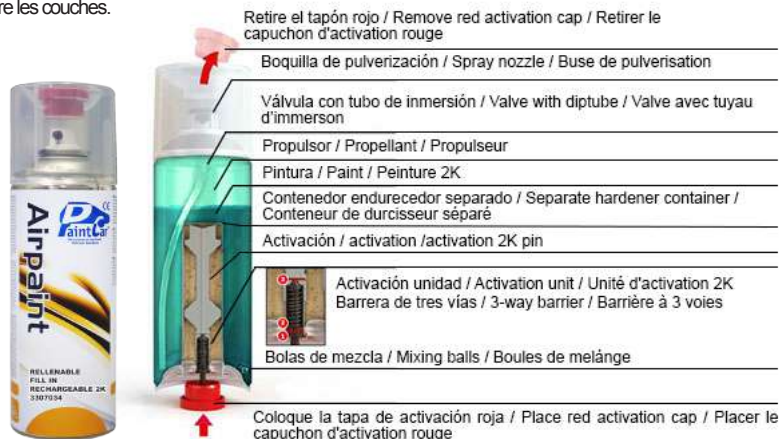 re les couches.
Retire el tapón rojo / Remove red activation cap / Retirer le
capuchon d'activation rouge
Boquilla de pulverización / Spray nozzle / Buse de pulverisation
Válvula con tubo de inmersión / Valve with diptube / Valve avec tuyau
d'immerson
Propulsor / Propellant / Propulseur
Pintura / Paint / Peinture 2K
Contenedor endurecedor separado / Separate hardener container /
Conteneur de durcisseur séparé
Activación / activation /activation 2K pin
Activación unidad / Activation unit / Unité d'activation 2K
Barrera de tres vías / 3-way barrier / Barrière à 3 voies
3
2
1
Bolas de mezcla / Mixing balls / Boules de melánge
Coloque la tapa de activación roja / Place red activation cap / Placer le
capuchon d'activation rouge
PaintCar
Airpaint
RELLENABLE
FILL IN
RECHARGEABLE 2K
3307034